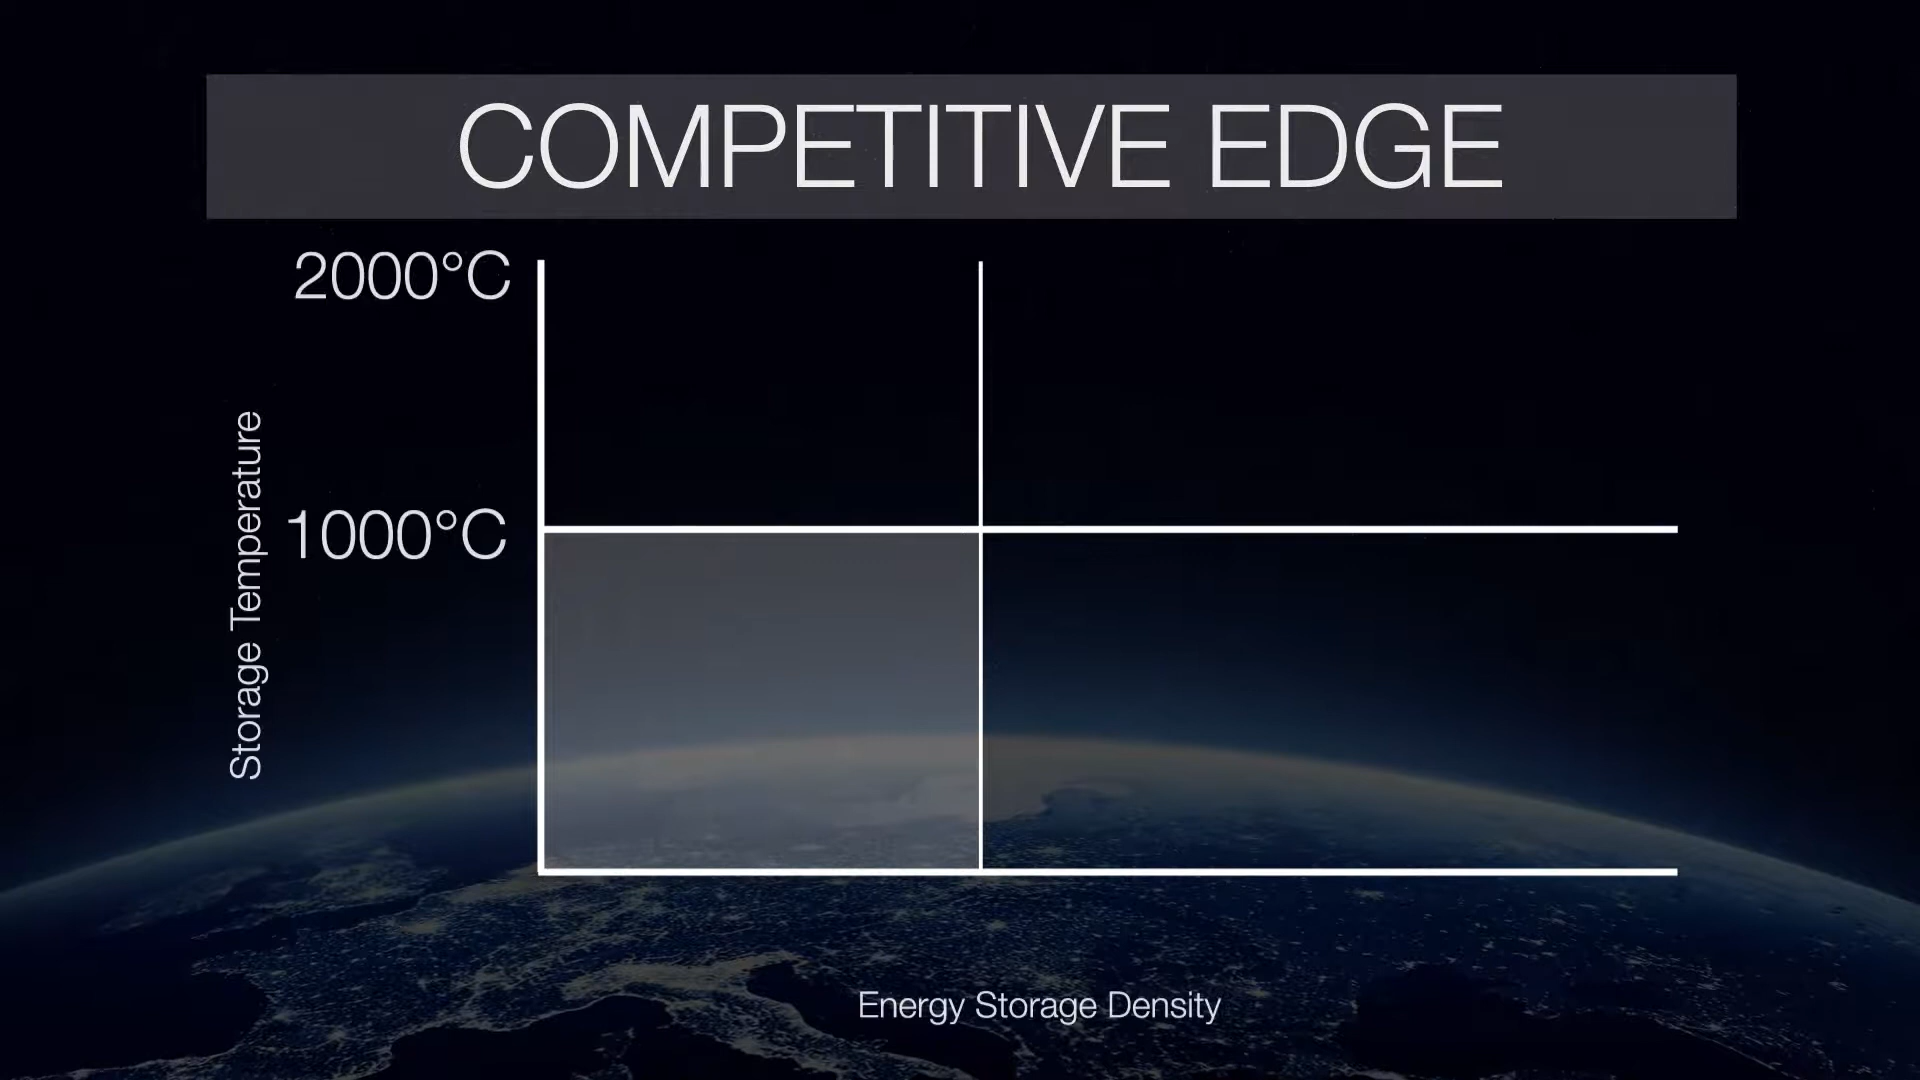 COMPETITIVE EDGE
2000°C
1000°C
Storage Temperature
Energy Storage Density